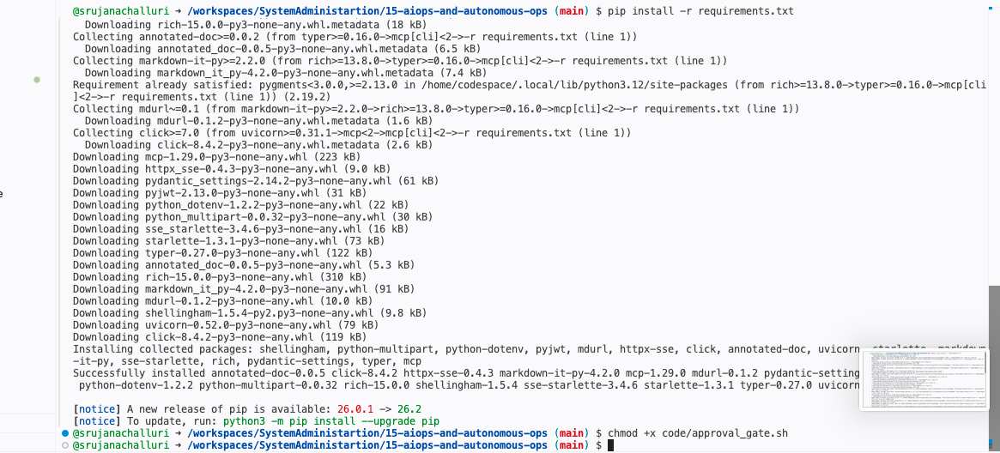 @srujanachalluri → /workspaces/SystemAdministartion/15-aiops-and-autonomous-ops (main) $ pip install -r requirements.txt
Downloading rich-15.0.0-py3-none-any.whl.metadata (18 kB)
Collecting annotated-doc>=0.0.2 (from typer>=0.16.0->mcp[cli]<2->-r requirements.txt (line 1))
Downloading annotated_doc-0.0.5-py3-none-any.whl.metadata (6.5 kB)
Collecting markdown-it-py>=2.2.0 (from rich>=13.8.0->typer>=0.16.0->mcp[cli]<2->-r requirements.txt (line 1))
Downloading markdown_it_py-4.2.0-py3-none-any.whl.metadata (7.4 kB)
Requirement already satisfied: pygments<3.0.0,>=2.13.0 in /home/codespace/.local/lib/python3.12/site-packages (from rich>=13.8.0->typer>=0.16.0->mcp[cli
]<2->-r requirements.txt (line 1)) (2.19.2)
Collecting mdurl~=0.1 (from markdown-it-py>=2.2.0->rich>=13.8.0->typer>=0.16.0->mcp[cli]<2->-r requirements.txt (line 1))
Downloading mdurl-0.1.2-py3-none-any.whl.metadata (1.6 kB)
Collecting click>=7.0 (from uvicorn>=0.31.1->mcp<2->mcp[cli]<2->-r requirements.txt (line 1))
Downloading click-8.4.2-py3-none-any.whl.metadata (2.6 kB)
Downloading mcp-1.29.0-py3-none-any.whl (223 kB)
Downloading httpx_sse-0.4.3-py3-none-any.whl (9.0 kB)
Downloading pydantic_settings-2.14.2-py3-none-any.whl (61 kB)
Downloading pyjwt-2.13.0-py3-none-any.whl (31 kB)
Downloading python_dotenv-1.2.2-py3-none-any.whl (22 kB)
Downloading python_multipart-0.0.32-py3-none-any.whl (30 kB)
Downloading sse_starlette-3.4.6-py3-none-any.whl (16 kB)
Downloading starlette-1.3.1-py3-none-any.whl (73 kB)
Downloading typer-0.27.0-py3-none-any.whl (122 kB)
Downloading annotated_doc-0.0.5-py3-none-any.whl (5.3 kB)
Downloading rich-15.0.0-py3-none-any.whl (310 kB)
Downloading markdown_it_py-4.2.0-py3-none-any.whl (91 kB)
Downloading mdurl-0.1.2-py3-none-any.whl (10.0 kB)
Downloading shellingham-1.5.4-py2.py3-none-any.whl (9.8 kB)
Downloading uvicorn-0.52.0-py3-none-any.whl (79 kB)
Downloading click-8.4.2-py3-none-any.whl (119 kB)
Installing collected packages: shellingham, python-multipart, python-dotenv, pyjwt, mdurl, httpx-sse, click, annotated-doc, uvicorn, starlette, markdown
-it-py, sse-starlette, rich, pydantic-settings, typer, mcp
Successfully installed annotated-doc-0.0.5 click-8.4.2 httpx-sse-0.4.3 markdown-it-py-4.2.0 mcp-1.29.0 mdurl-0.1.2 pydantic-setting
python-dotenv-1.2.2 python-multipart-0.0.32 rich-15.0.0 shellingham-1.5.4 sse-starlette-3.4.6 starlette-1.3.1 typer-0.27.0 uvicorn
[notice] A new release of pip is available: 26.0.1 -> 26.2
[notice] To update, run: python3 -m pip install --upgrade pip
@srujanachalluri → /workspaces/SystemAdministartion/15-aiops-and-autonomous-ops (main) $ chmod +x code/approval_gate.sh
@srujanachalluri → /workspaces/SystemAdministartion/15-aiops-and-autonomous-ops (main) $